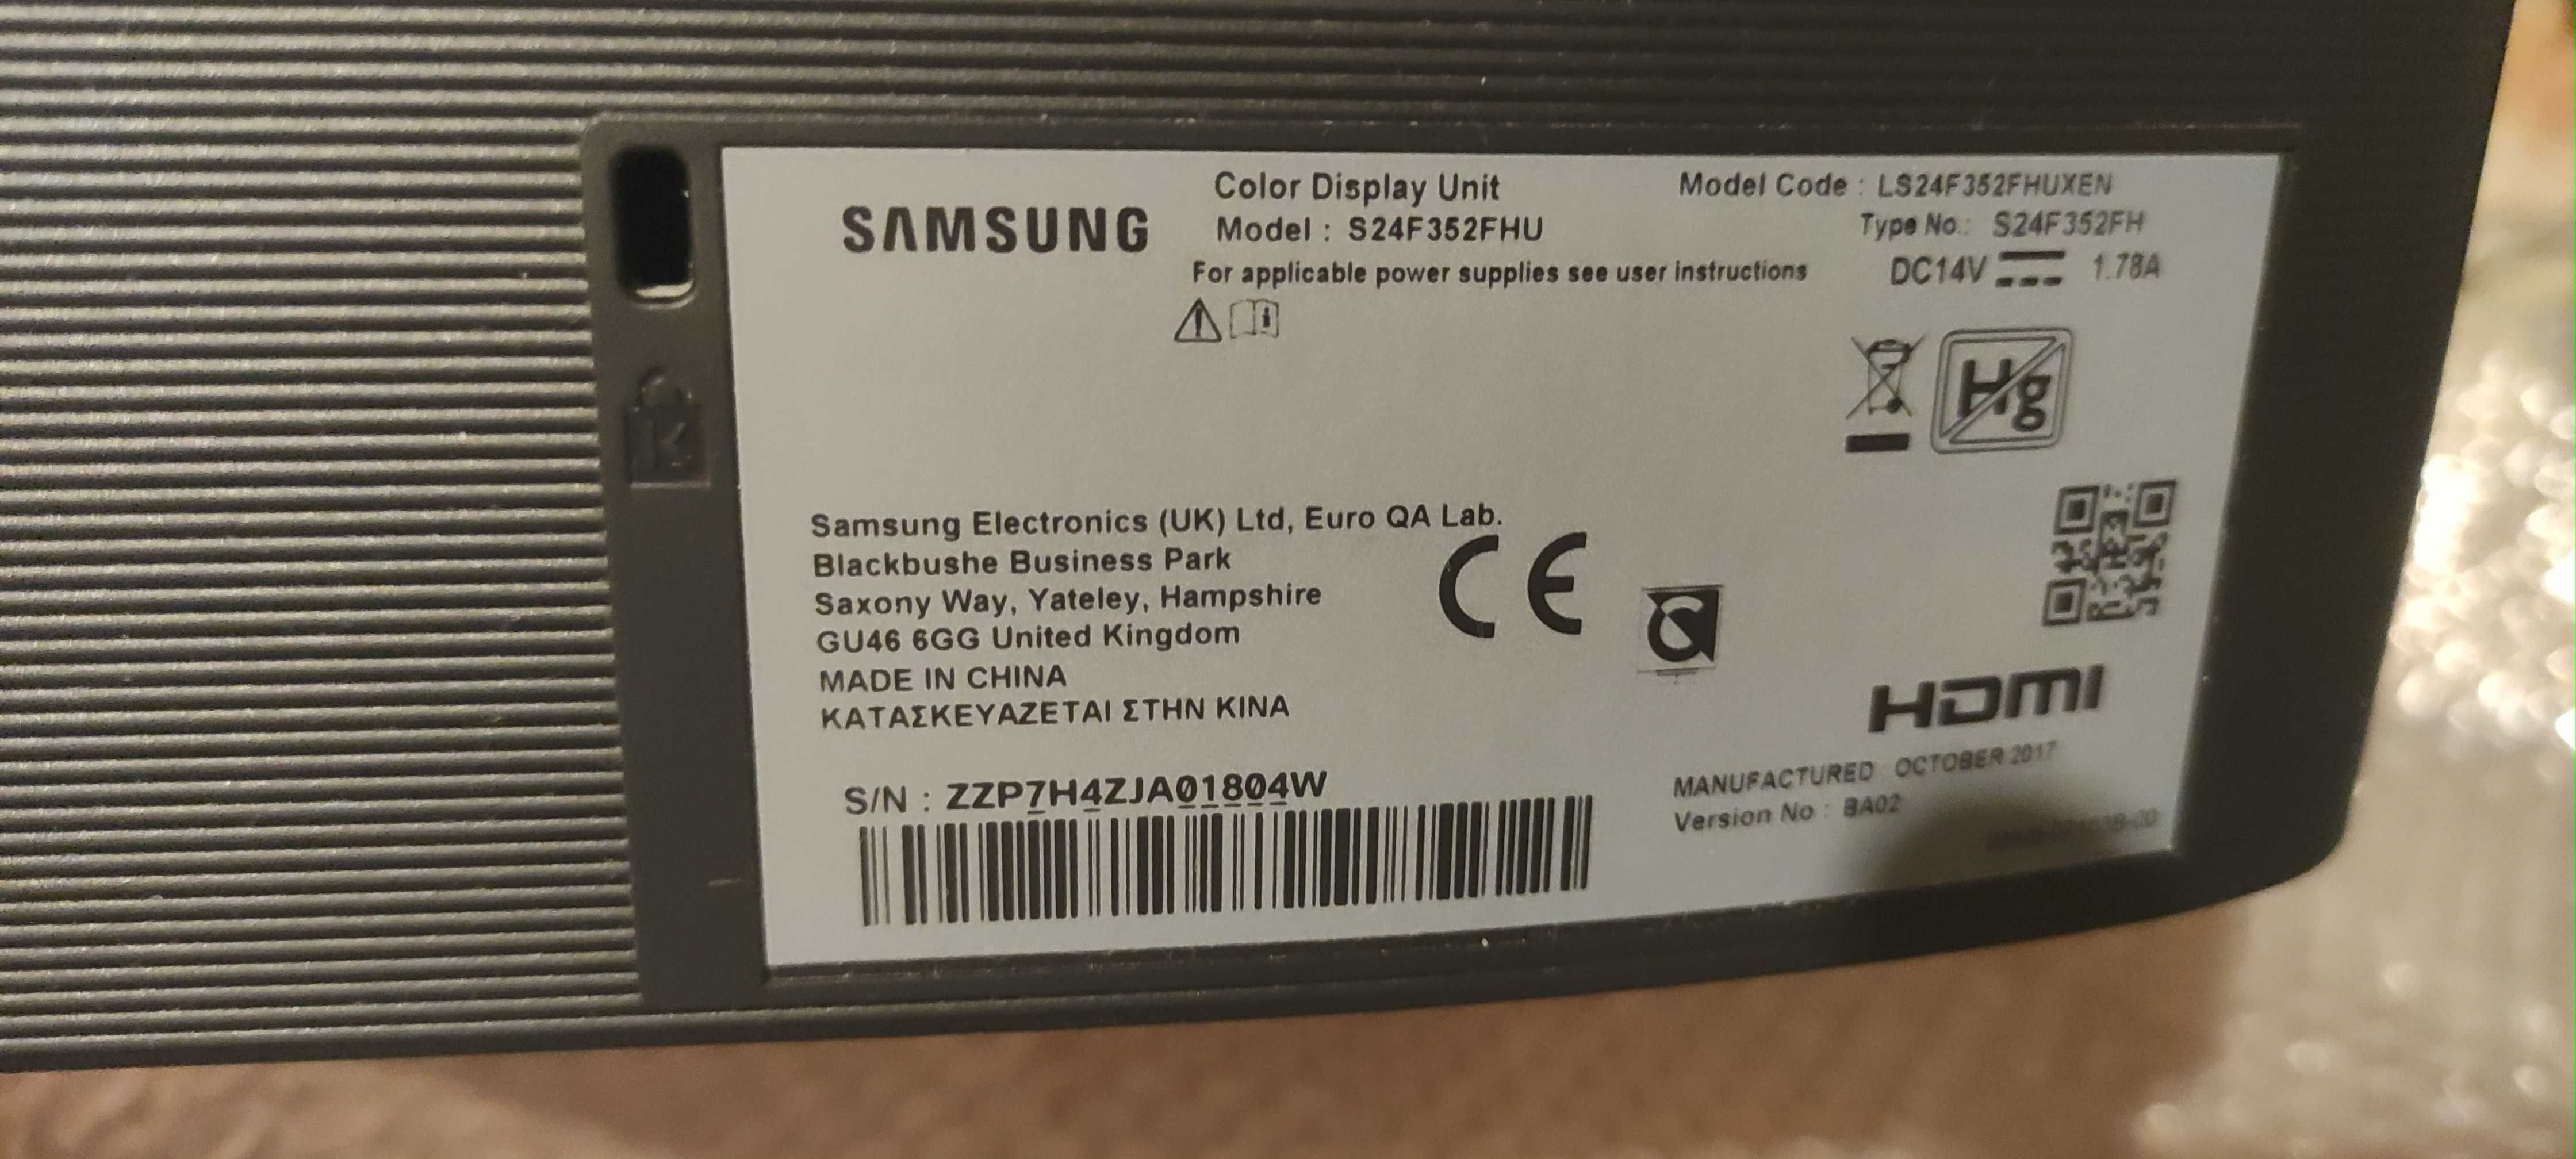 SAMSUNG
Color Display Unit
Model : S24F352FHU
For applicable power supplies see user instructions
Model Code : LS24F352FHUXEN
Type No.: S24F352FH
DC14V 1.78A
Hg
Samsung Electronics (UK) Ltd, Euro QA Lab.
Blackbushe Business Park
Saxony Way, Yateley, Hampshire
GU46 6GG United Kingdom
MADE IN CHINA
ΚΑΤΑΣΚΕΥΑΖΕΤΑΙ ΣΤΗΝ ΚΙΝΑ
CE
HDMI
S/N : ZZP7H4ZJA01804W
MANUFACTURED OCTOBER 2017
Version No : BA02
K